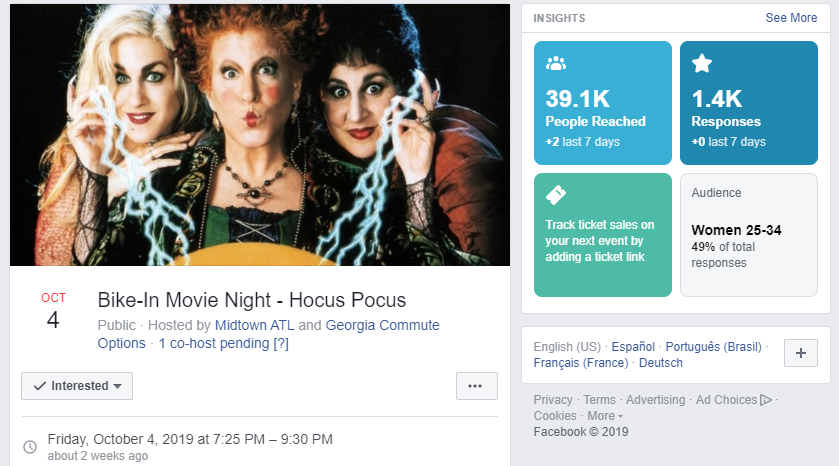 OCT
4
Bike-In Movie Night - Hocus Pocus
Public · Hosted by Midtown ATL and Georgia Commute
Options · 1 co-host pending [?]
Interested
Friday, October 4, 2019 at 7:25 PM – 9:30 PM
about 2 weeks ago
INSIGHTS
See More
39.1K
People Reached
+2 last 7 days
1.4K
Responses
+0 last 7 days
Track ticket sales on
your next event by
adding a ticket link
Audience
Women 25-34
49% of total
responses
English (US) · Español · Português (Brasil) ·
Français (France) · Deutsch
Privacy · Terms · Advertising · Ad Choices ·
Cookies · More
Facebook © 2019